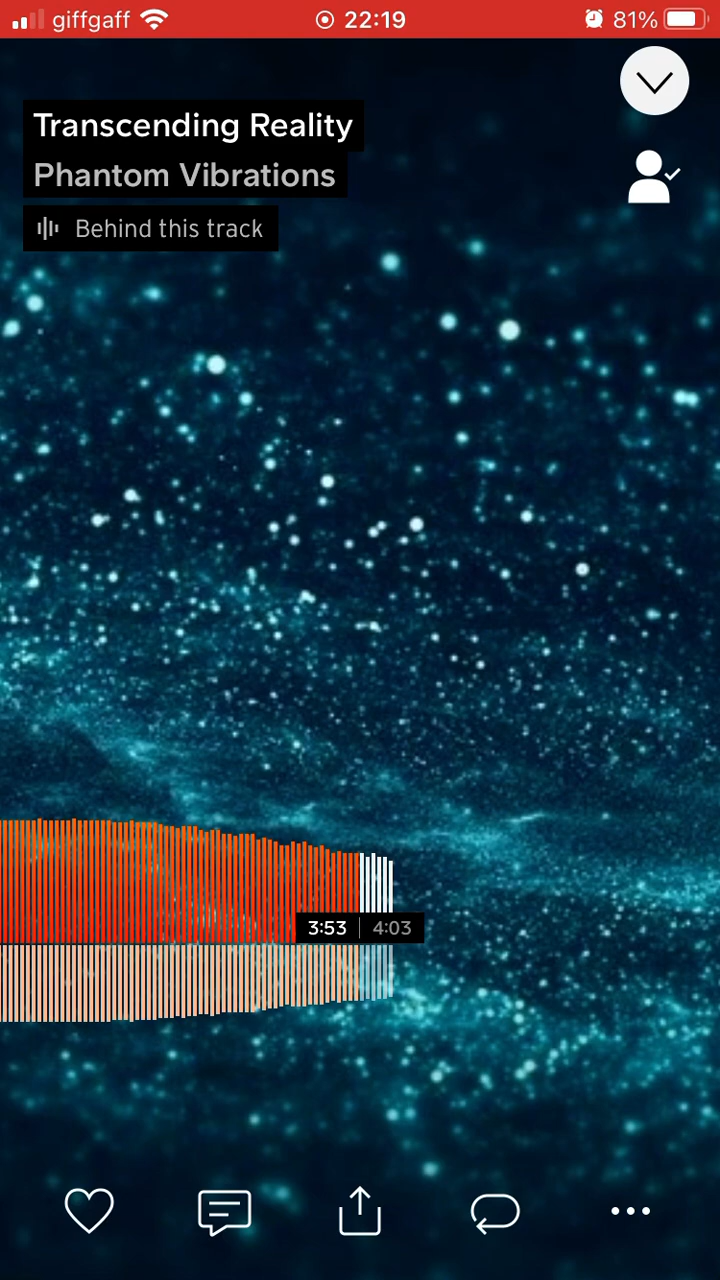 giffgaff 22:19 81%
Transcending Reality
Phantom Vibrations
Behind this track
3:53 4:03